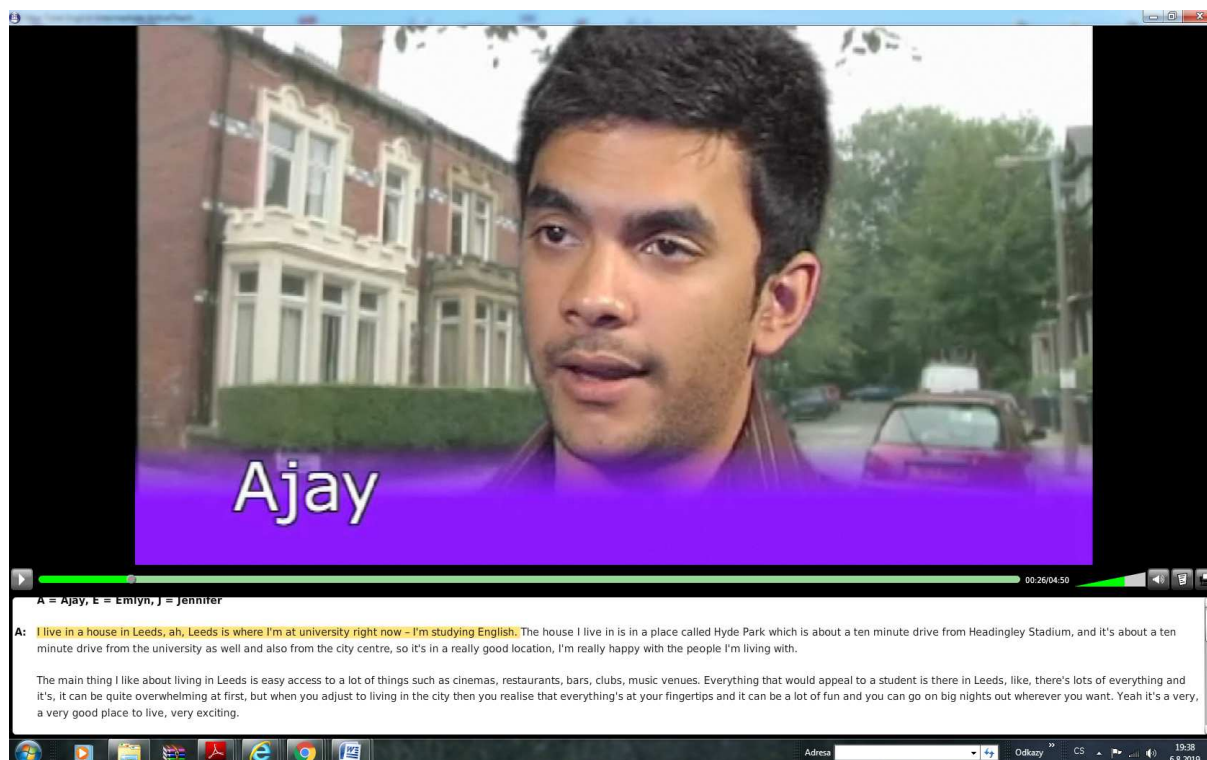 Ajay
00:26/04:50
A = Ajay, E = Emlyn, J = Jennifer
A: I live in a house in Leeds, ah, Leeds is where I'm at university right now – I'm studying English. The house I live in is in a place called Hyde Park which is about a ten minute drive from Headingley Stadium, and it's about a ten
minute drive from the university as well and also from the city centre, so it's in a really good location, I'm really happy with the people I'm living with.
The main thing I like about living in Leeds is easy access to a lot of things such as cinemas, restaurants, bars, clubs, music venues. Everything that would appeal to a student is there in Leeds, like, there's lots of everything and
it's, it can be quite overwhelming at first, but when you adjust to living in the city then you realise that everything's at your fingertips and it can be a lot of fun and you can go on big nights out wherever you want. Yeah it's a very,
a very good place to live, very exciting.
Adresa Odkazy » CS 19:38
6.8.2019